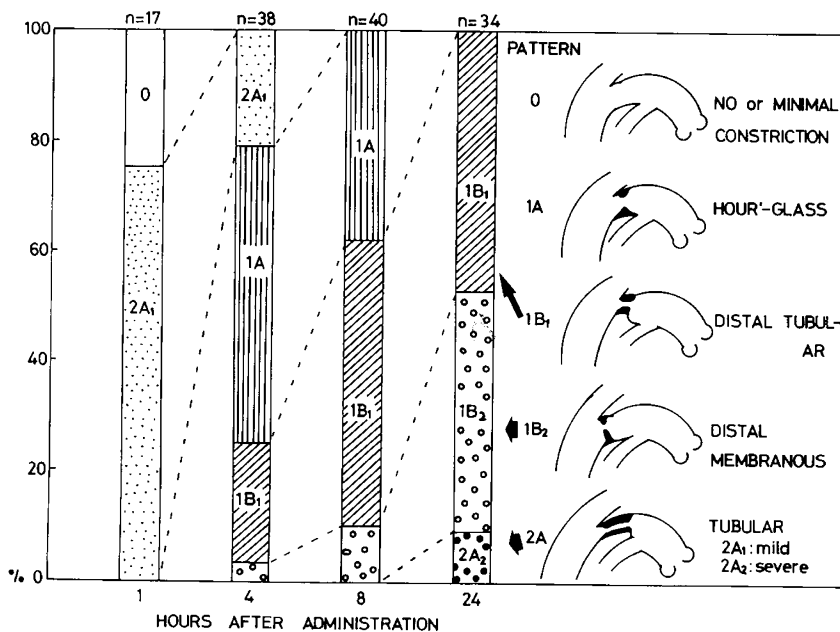 n=17 n=38 n=40 n=34
100
80
60
40
20
0
%
0
2A1
2A1
1A
1B1
1A
1B1
1B1
1B2
2A2
1 4 8 24
HOURS AFTER ADMINISTRATION
PATTERN
0 NO or MINIMAL
CONSTRICTION
1A HOUR'-GLASS
1B1 DISTAL TUBUL-
AR
1B2 DISTAL
MEMBRANOUS
2A TUBULAR
2A1: mild
2A2: severe